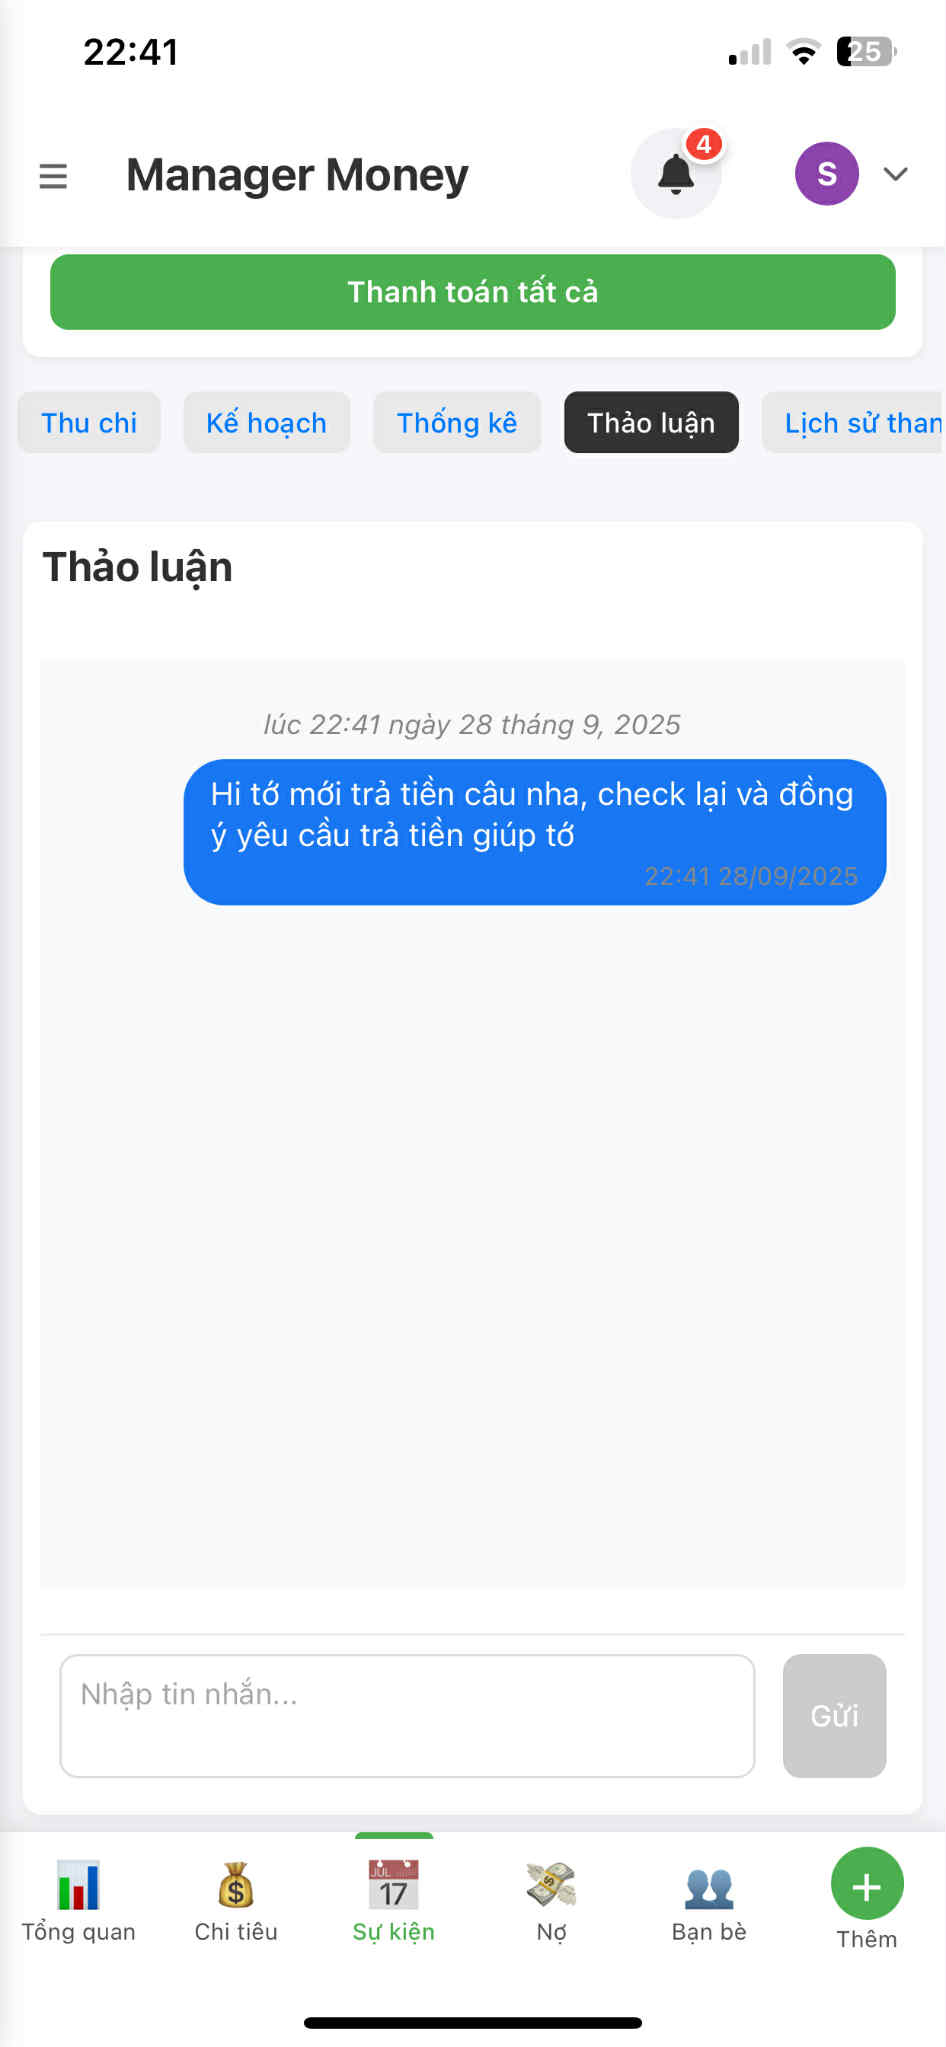 22:41
25
Manager Money
4
S
Thanh toán tất cả
Thu chi
Kế hoạch
Thống kê
Thảo luận
Lịch sử than
Thảo luận
lúc 22:41 ngày 28 tháng 9, 2025
Hi tớ mới trả tiền câu nha, check lại và đồng
ý yêu cầu trả tiền giúp tớ
22:41 28/09/2025
Nhập tin nhắn...
Gửi
JUL
17
Tổng quan
Chi tiêu
Sự kiện
Nợ
Bạn bè
Thêm